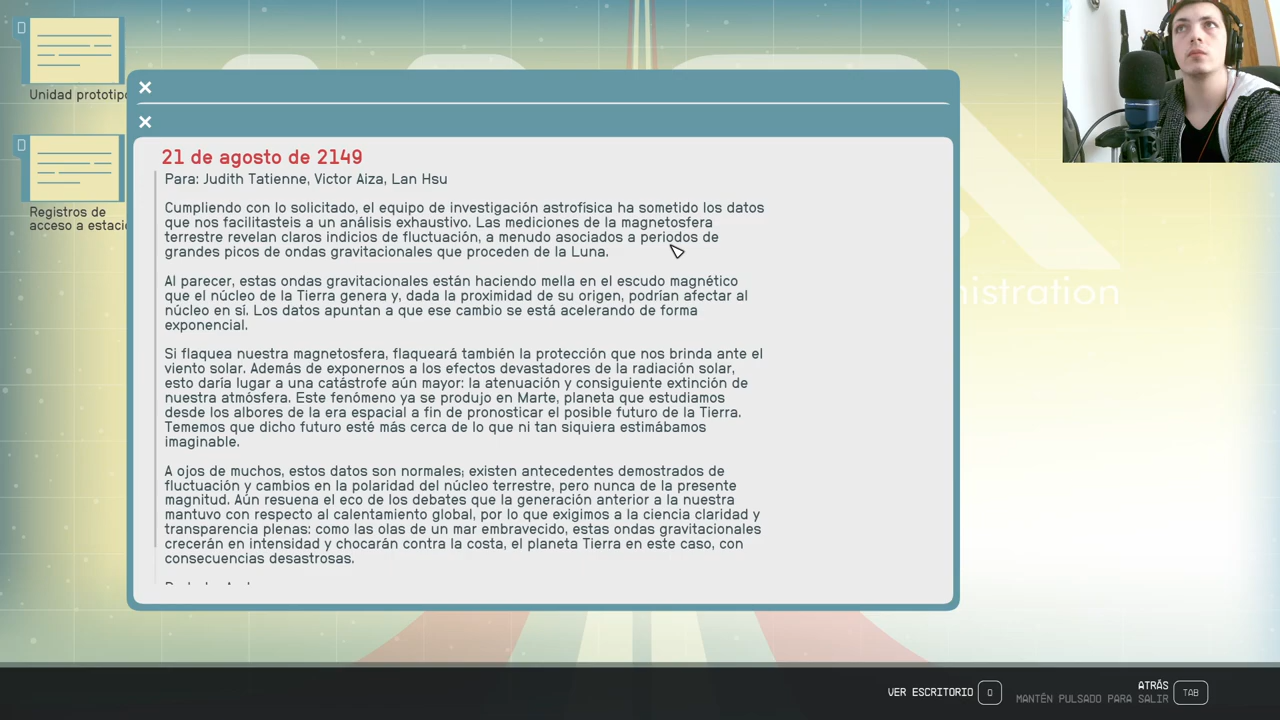 Unidad prototipo
Registros de
acceso a estació
21 de agosto de 2149
Para: Judith Tatienne, Victor Aiza, Lan Hsu
Cumpliendo con lo solicitado, el equipo de investigación astrofísica ha sometido los datos
que nos facilitasteis a un análisis exhaustivo. Las mediciones de la magnetosfera
terrestre revelan claros indicios de fluctuación, a menudo asociados a periodos de
grandes picos de ondas gravitacionales que proceden de la Luna.
Al parecer, estas ondas gravitacionales están haciendo mella en el escudo magnético
que el núcleo de la Tierra genera y, dada la proximidad de su origen, podrían afectar al
núcleo en sí. Los datos apuntan a que ese cambio se está acelerando de forma
exponencial.
Si flaquea nuestra magnetosfera, flaqueará también la protección que nos brinda ante el
viento solar. Además de exponernos a los efectos devastadores de la radiación solar,
esto daría lugar a una catástrofe aún mayor: la atenuación y consiguiente extinción de
nuestra atmósfera. Este fenómeno ya se produjo en Marte, planeta que estudiamos
desde los albores de la era espacial a fin de pronosticar el posible futuro de la Tierra.
Tememos que dicho futuro esté más cerca de lo que ni tan siquiera estimábamos
imaginable.
A ojos de muchos, estos datos son normales; existen antecedentes demostrados de
fluctuación y cambios en la polaridad del núcleo terrestre, pero nunca de la presente
magnitud. Aún resuena el eco de los debates que la generación anterior a la nuestra
mantuvo con respecto al calentamiento global, por lo que exigimos a la ciencia claridad y
transparencia plenas: como las olas de un mar embravecido, estas ondas gravitacionales
crecerán en intensidad y chocarán contra la costa, el planeta Tierra en este caso, con
consecuencias desastrosas.
nistration
VER ESCRITORIO Q
ATRÁS
MANTÉN PULSADO PARA SALIR TAB